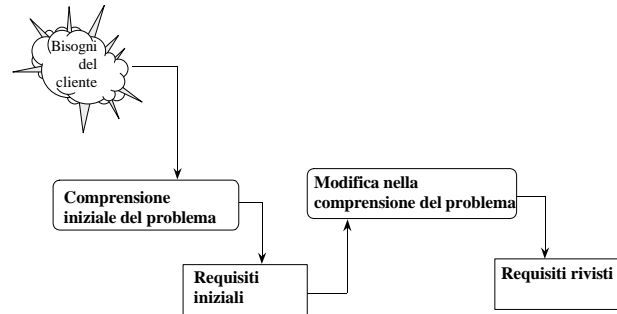 Bisogni
del
cliente
Comprensione
iniziale del problema
Requisiti
iniziali
Modifica nella
comprensione del problema
Requisiti rivisti